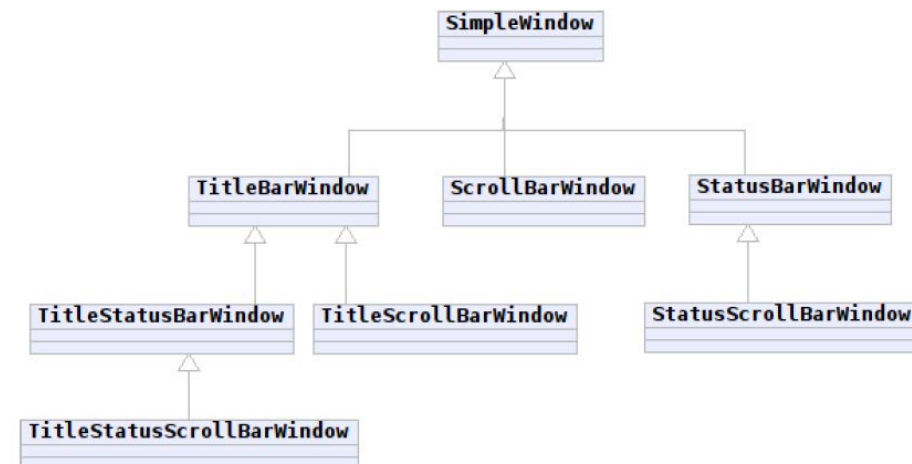 SimpleWindow
TitleBarWindow
ScrollBarWindow
StatusBarWindow
TitleStatusBarWindow
TitleScrollBarWindow
StatusScrollBarWindow
TitleStatusScrollBarWindow